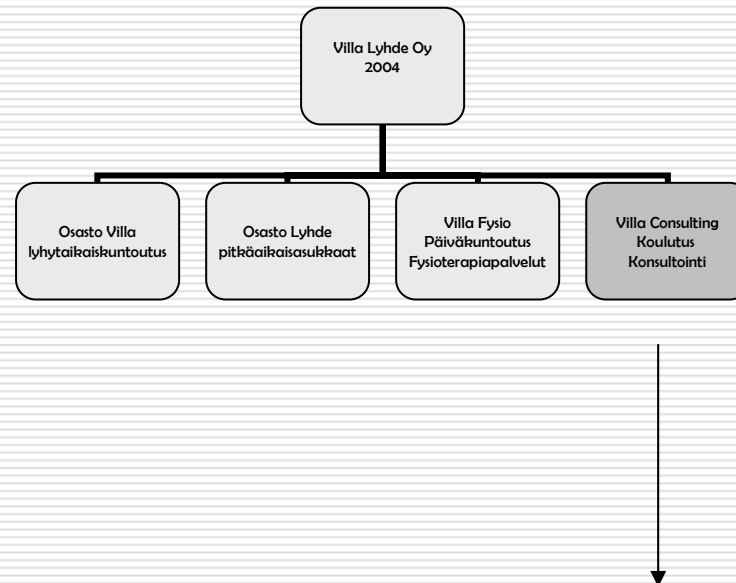 Villa Lyhde Oy
2004
Osasto Villa
lyhytaikaiskuntoutus
Osasto Lyhde
pitkäaikaisasukkaat
Villa Fysio
Päiväkuntoutus
Fysioterapiapalvelut
Villa Consulting
Koulutus
Konsultointi